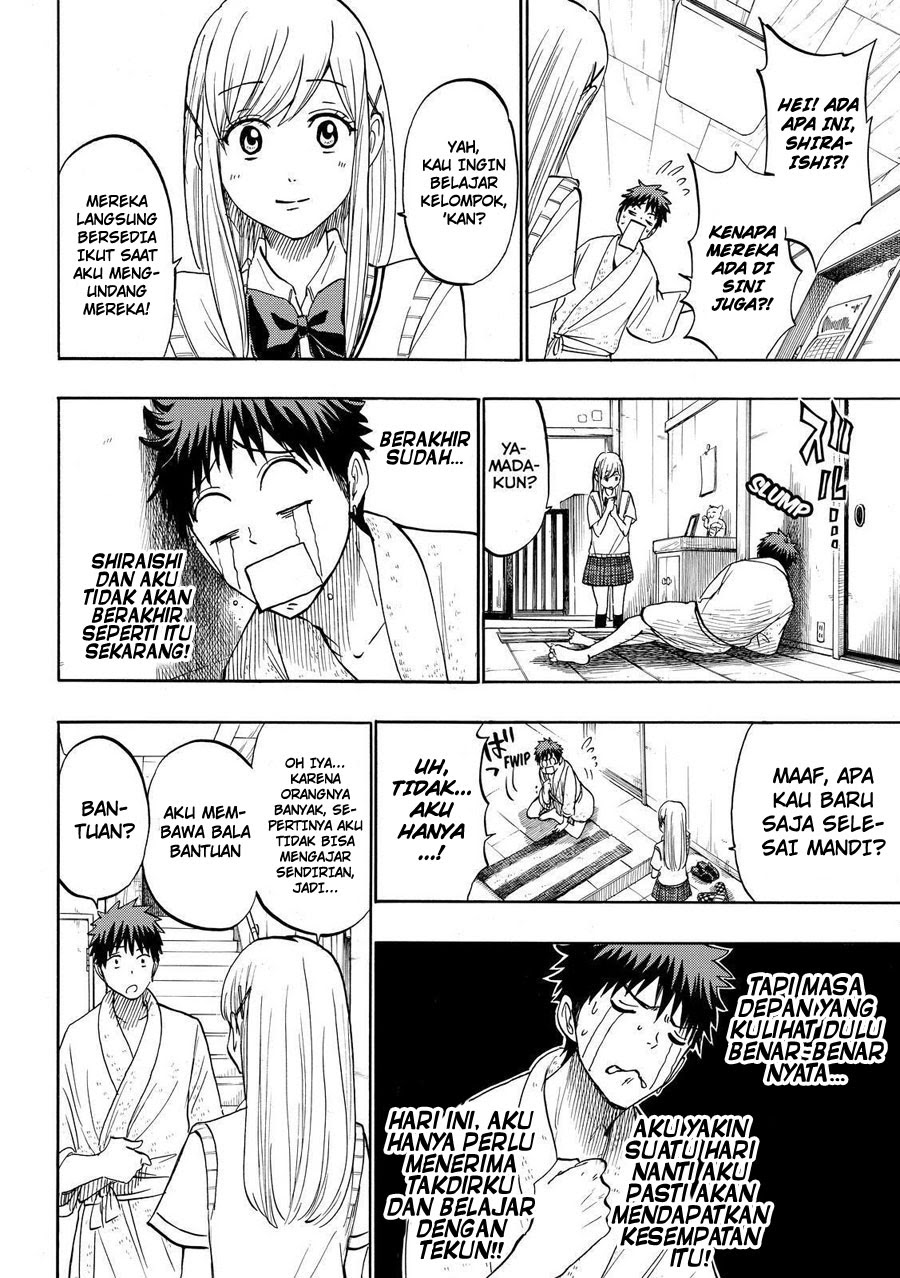 HEI! ADA
APA INI,
SHIRA-
ISHI?!
KENAPA
MEREKA
ADA DI
SINI
JUGA?!
YAH,
KAU INGIN
BELAJAR
KELOMPOK,
'KAN?
MEREKA
LANGSUNG
BERSEDIA
IKUT SAAT
AKU MENG-
UNDANG
MEREKA!
ズルル...
SLUMP
YA-
MADA-
KUN?
BERAKHIR
SUDAH...
SHIRAISHI
DAN AKU
TIDAK AKAN
BERAKHIR
SEPERTI ITU
SEKARANG!
MAAF, APA
KAU BARU
SAJA SELE-
SAI MANDI?
ばっ
FWIP
UH,
TIDAK...
AKU
HANYA
...!
TAPI MASA
DEPAN YANG
KULIHAT DULU
BENAR-BENAR
NYATA...
AKU YAKIN
SUATU HARI
NANTI AKU
PASTI AKAN
MENDAPATKAN
KESEMPATAN
ITU!
HARI INI, AKU
HANYA PERLU
MENERIMA
TAKDIRKU
DAN BELAJAR
DENGAN
TEKUN!!
OH IYA...
KARENA
ORANGNYA
BANYAK, SE-
PERTINYA AKU
TIDAK BISA
MENGAJAR
SENDIRIAN,
JADI...
AKU MEM-
BAWA BALA
BANTUAN
BAN-
TUAN?